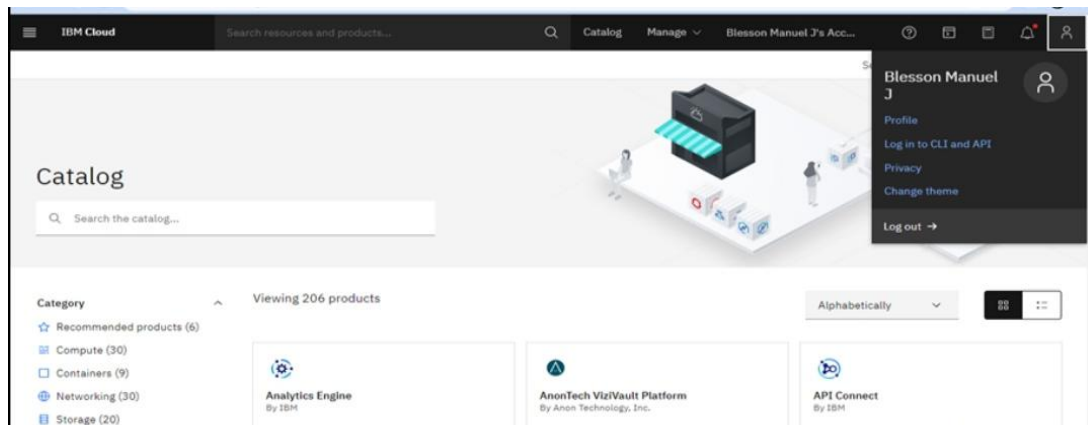 IBM Cloud
Search resources and products...
Catalog
Manage
Blesson Manuel J's Acc...
Blesson Manuel
J
Profile
Log in to CLI and API
Privacy
Change theme
Log out →
Catalog
Search the catalog...
Category
Recommended products (6)
Compute (30)
Containers (9)
Networking (30)
Storage (20)
Viewing 206 products
Alphabetically
Analytics Engine
By IBM
AnonTech ViziVault Platform
By Anon Technology, Inc.
API Connect
By IBM